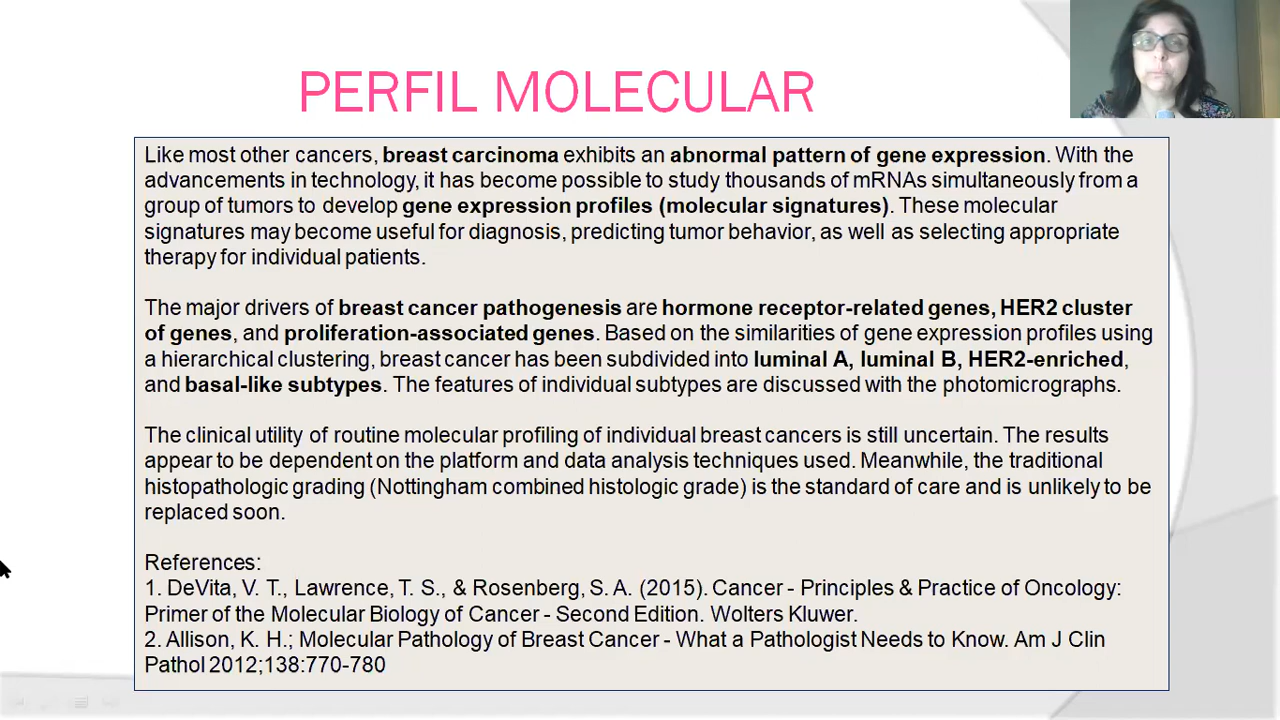 PERFIL MOLECULAR
Like most other cancers, breast carcinoma exhibits an abnormal pattern of gene expression. With the
advancements in technology, it has become possible to study thousands of mRNAs simultaneously from a
group of tumors to develop gene expression profiles (molecular signatures). These molecular
signatures may become useful for diagnosis, predicting tumor behavior, as well as selecting appropriate
therapy for individual patients.
The major drivers of breast cancer pathogenesis are hormone receptor-related genes, HER2 cluster
of genes, and proliferation-associated genes. Based on the similarities of gene expression profiles using
a hierarchical clustering, breast cancer has been subdivided into luminal A, luminal B, HER2-enriched,
and basal-like subtypes. The features of individual subtypes are discussed with the photomicrographs.
The clinical utility of routine molecular profiling of individual breast cancers is still uncertain. The results
appear to be dependent on the platform and data analysis techniques used. Meanwhile, the traditional
histopathologic grading (Nottingham combined histologic grade) is the standard of care and is unlikely to be
replaced soon.
References:
1. DeVita, V. T., Lawrence, T. S., & Rosenberg, S. A. (2015). Cancer - Principles & Practice of Oncology:
Primer of the Molecular Biology of Cancer - Second Edition. Wolters Kluwer.
2. Allison, K. H.; Molecular Pathology of Breast Cancer - What a Pathologist Needs to Know. Am J Clin
Pathol 2012;138:770-780